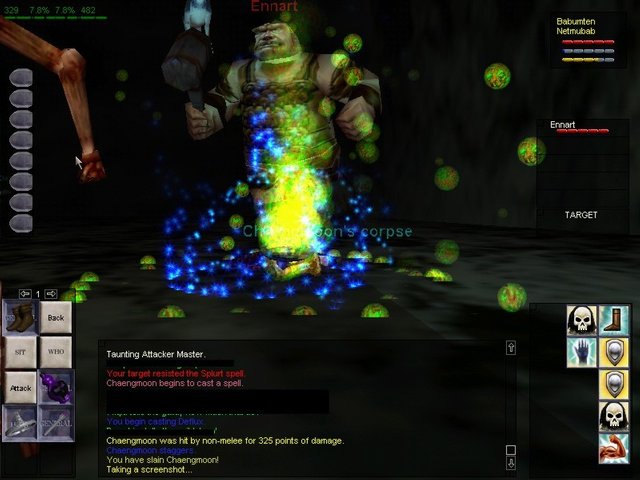 Ennart
329 7.8% 7.8% 482
Babumten
Netmubab
Ennart
TARGET
Chaengmoon's corpse
1
Back
SIT
WHO
Attack
Taunting Attacker Master.
Your target resisted the Splurt spell.
Chaengmoon begins to cast a spell.
You begin casting Deflux.
Chaengmoon was hit by non-melee for 325 points of damage.
Chaengmoon staggers.
You have slain Chaengmoon!
Taking a screenshot...